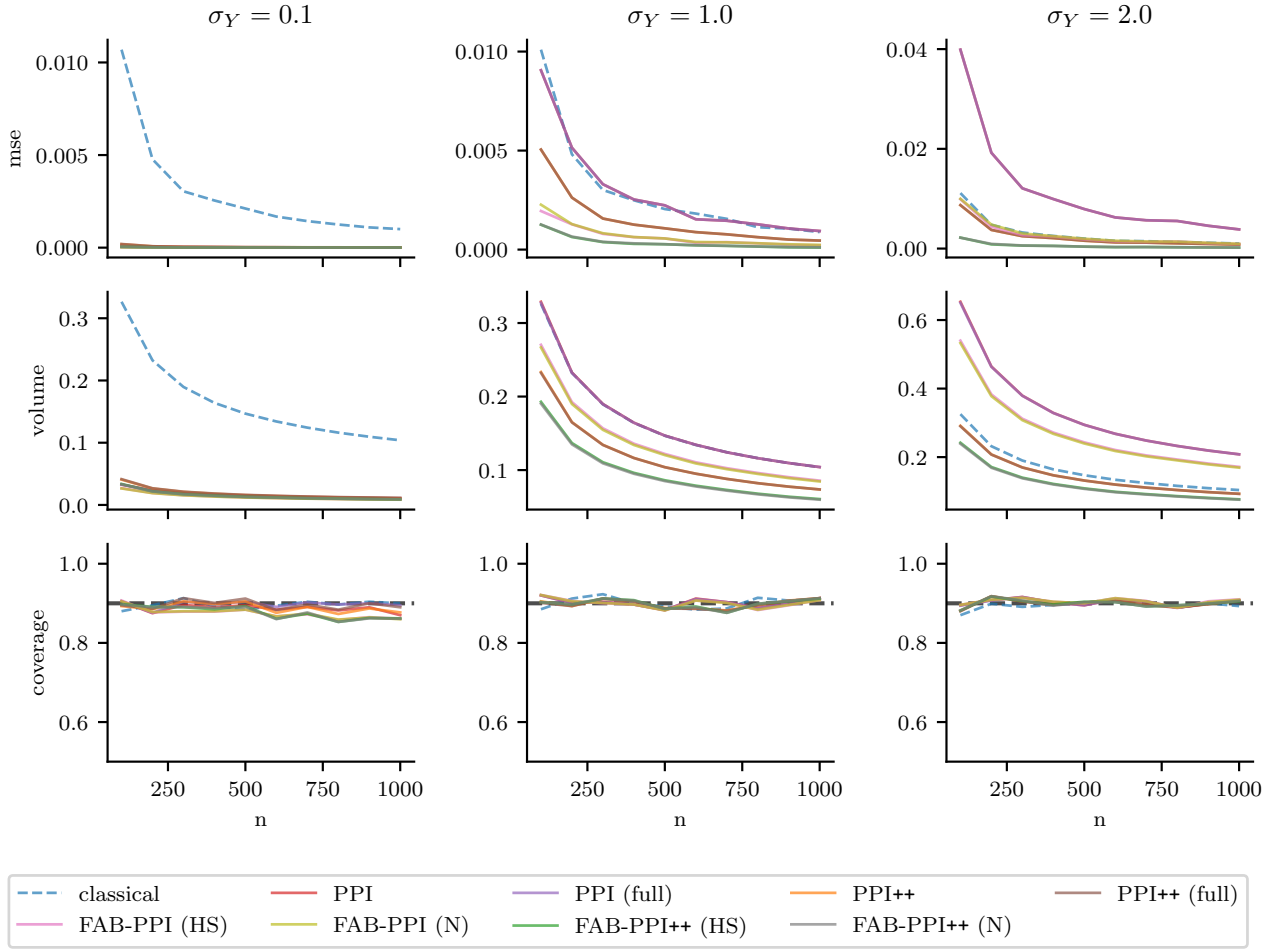 σ_Y = 0.1 σ_Y = 1.0 σ_Y = 2.0
mse
0.010 0.005 0.000
0.010 0.005 0.000
0.04 0.02 0.00
volume
0.3 0.2 0.1 0.0
0.3 0.2 0.1
0.6 0.4 0.2
coverage
1.0 0.8 0.6
1.0 0.8 0.6
1.0 0.8 0.6
250 500 750 1000 250 500 750 1000 250 500 750 1000
n n n
classical PPI PPI (full) PPI++ PPI++ (full)
FAB-PPI (HS) FAB-PPI (N) FAB-PPI++ (HS) FAB-PPI++ (N)